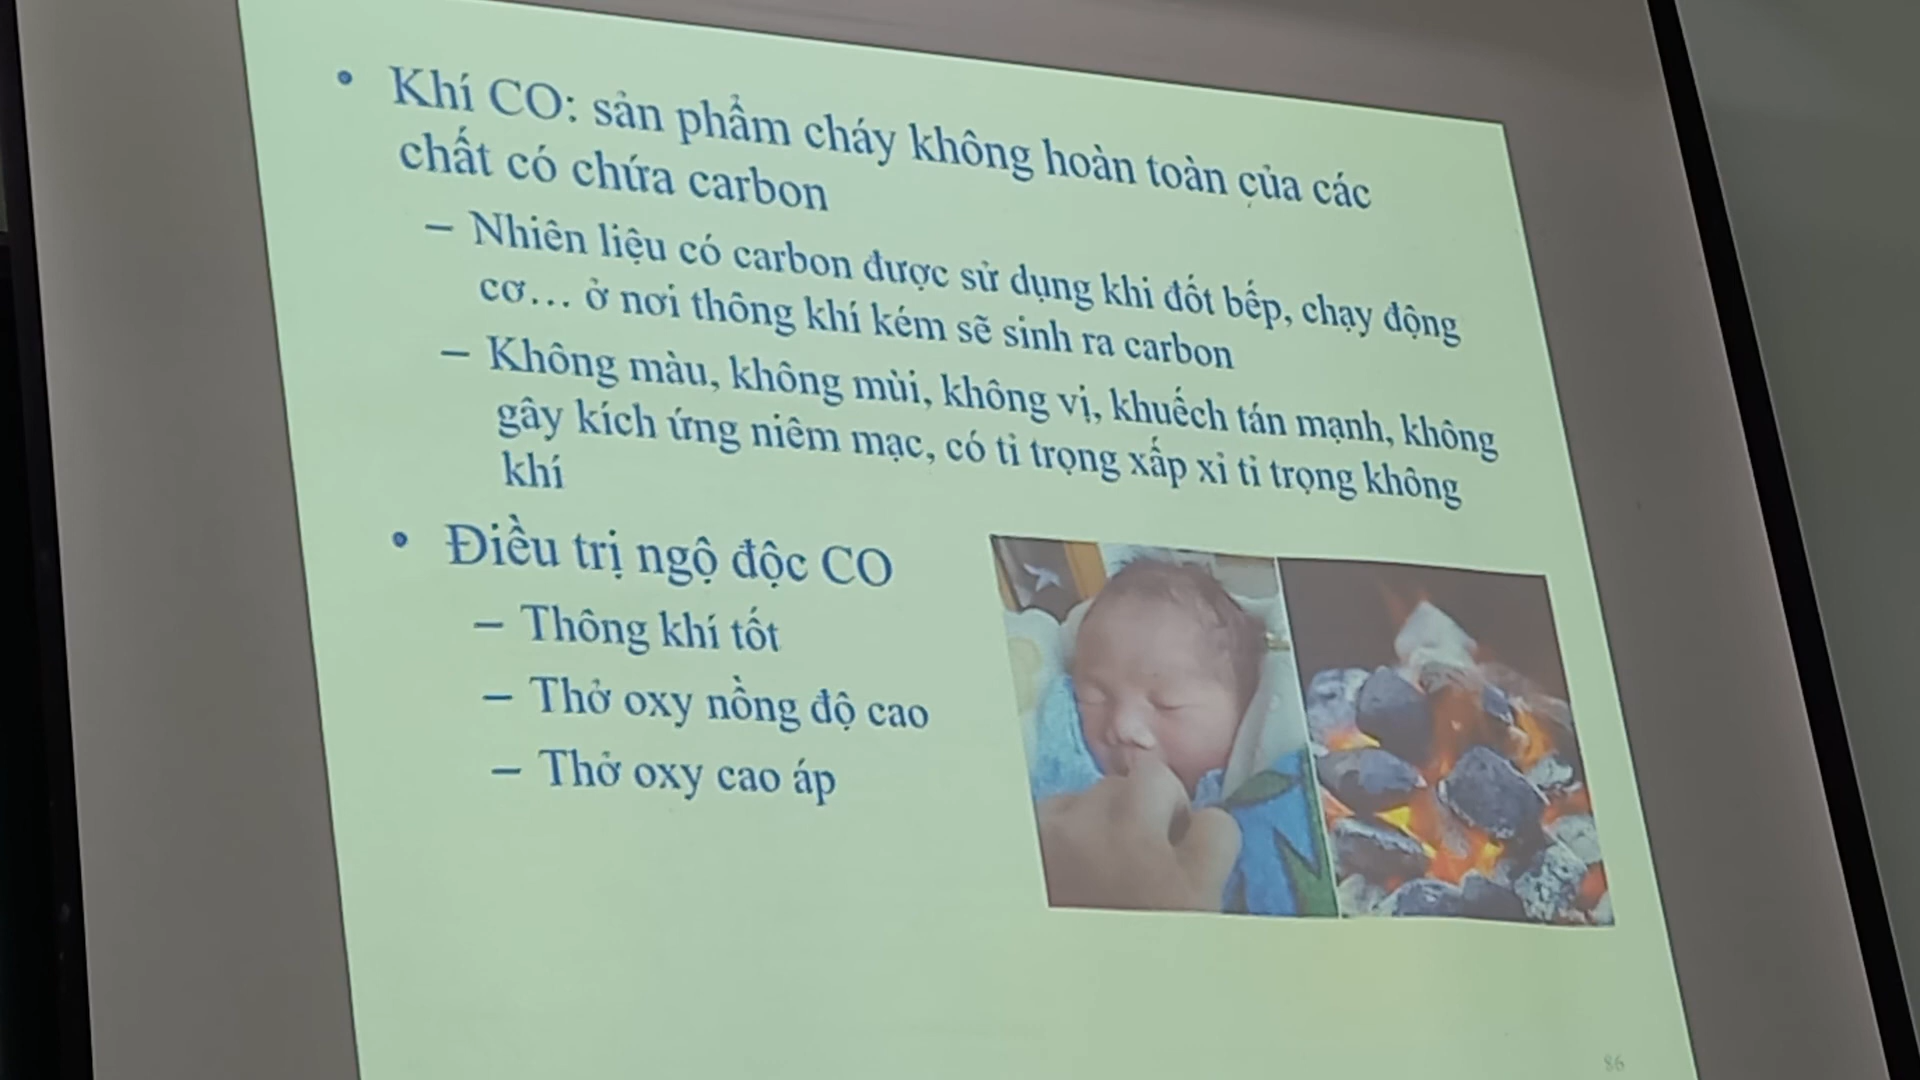 • Khí CO: sản phẩm cháy không hoàn toàn của các
chất có chứa carbon
– Nhiên liệu có carbon được sử dụng khi đốt bếp, chạy động
cơ… ở nơi thông khí kém sẽ sinh ra carbon
– Không màu, không mùi, không vị, khuếch tán mạnh, không
gây kích ứng niêm mạc, có tỉ trọng xấp xỉ tỉ trọng không
khí
• Điều trị ngộ độc CO
– Thông khí tốt
– Thở oxy nồng độ cao
– Thở oxy cao áp
86